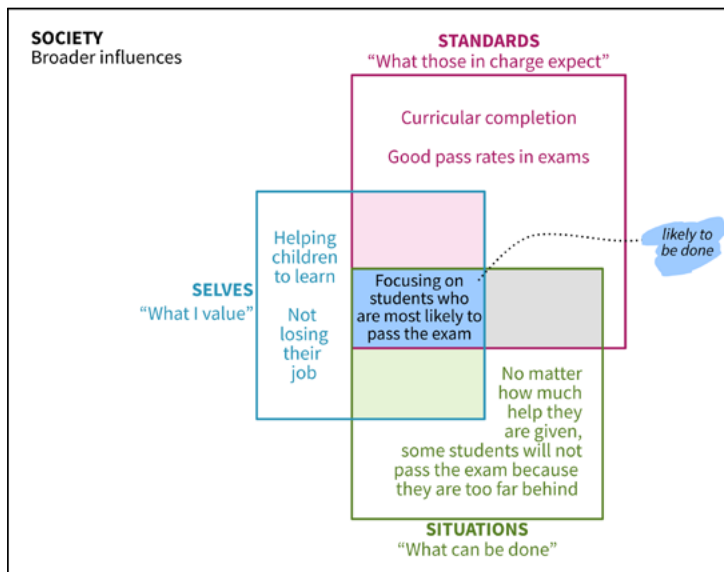 SOCIETY
Broader influences
STANDARDS
“What those in charge expect”
Curricular completion
Good pass rates in exams
likely to
be done
Helping
children
to learn
Not
losing
their
job
SELVES
“What I value”
Focusing on
students who
are most likely to
pass the exam
No matter
how much
help they
are given,
some students will not
pass the exam because
they are too far behind
SITUATIONS
“What can be done”